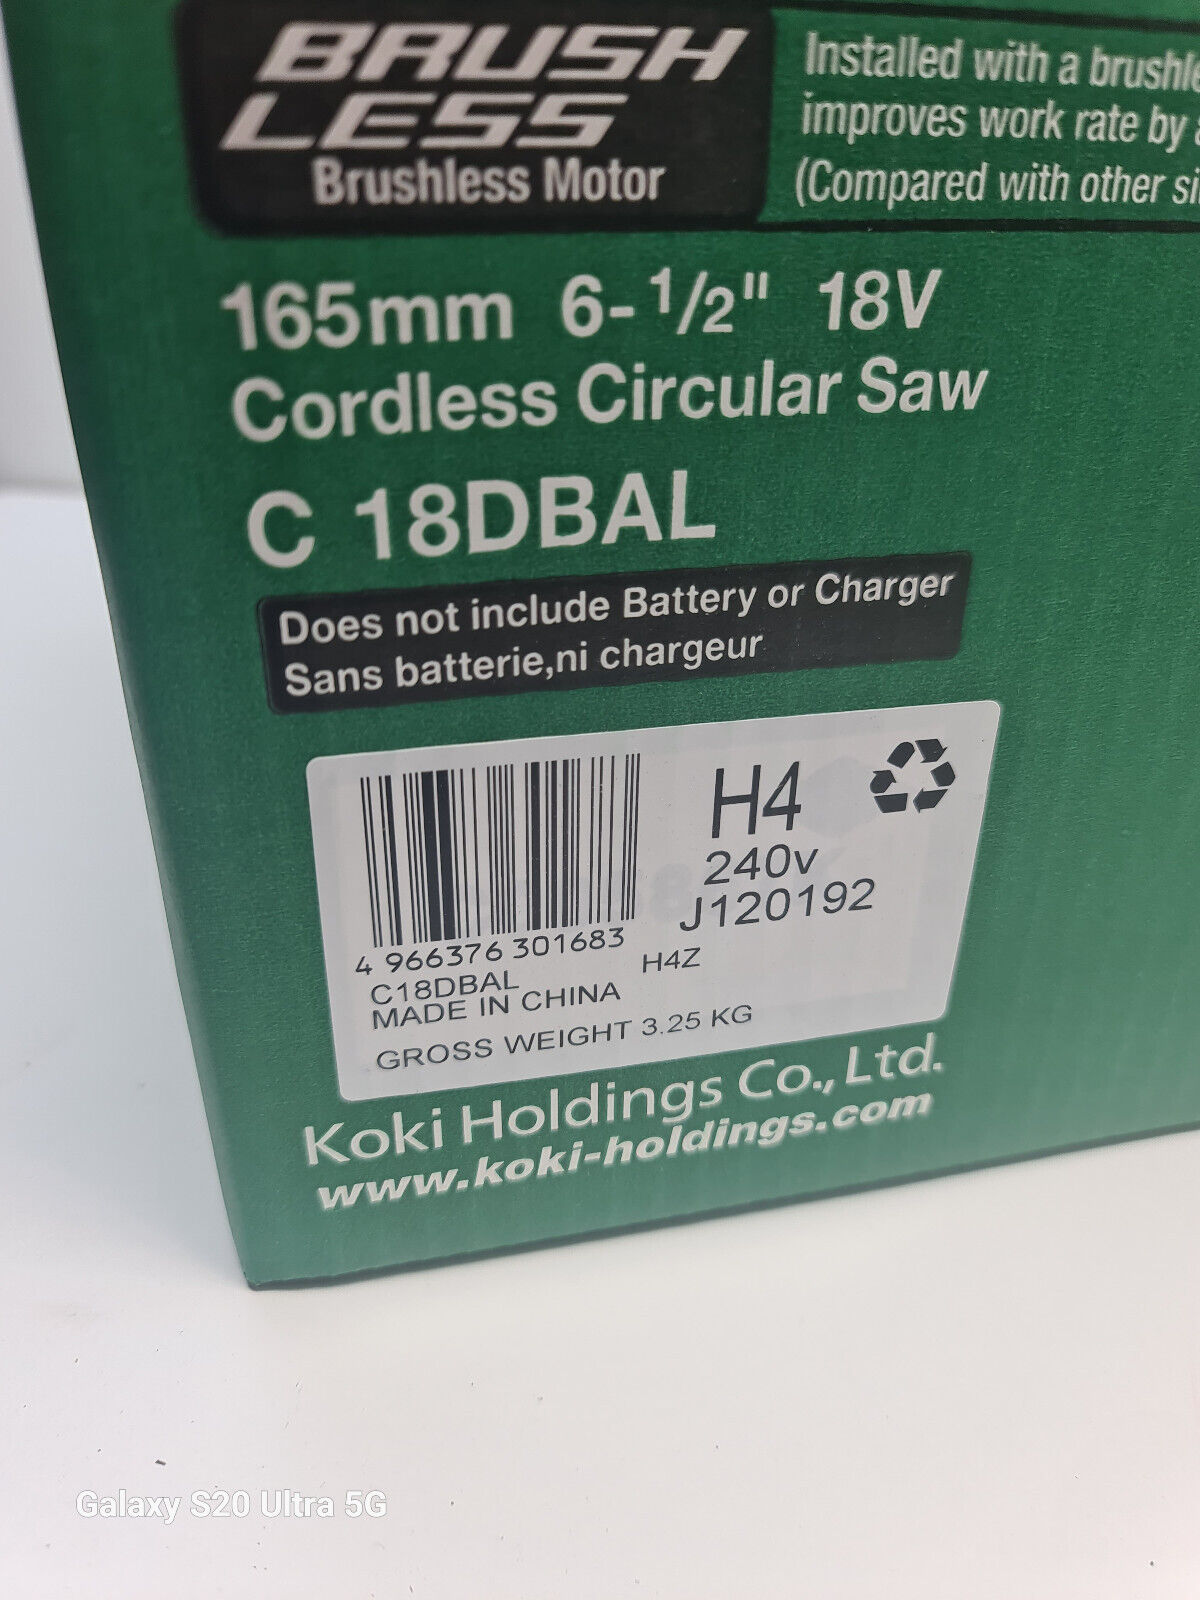 BRUSH
LESS
Brushless Motor
Installed with a
improves work rate by
(Compared with other
165mm 6-1/2" 18V
Cordless Circular Saw
C 18DBAL
Does not include Battery or Charger
Sans batterie,ni chargeur
H4
240v
J120192
4 966376 301683
H4Z
C18DBAL
MADE IN CHINA
GROSS WEIGHT 3.25 KG
Koki Holdings Co., Ltd.
www.koki-holdings.com
Galaxy S20 Ultra 5G